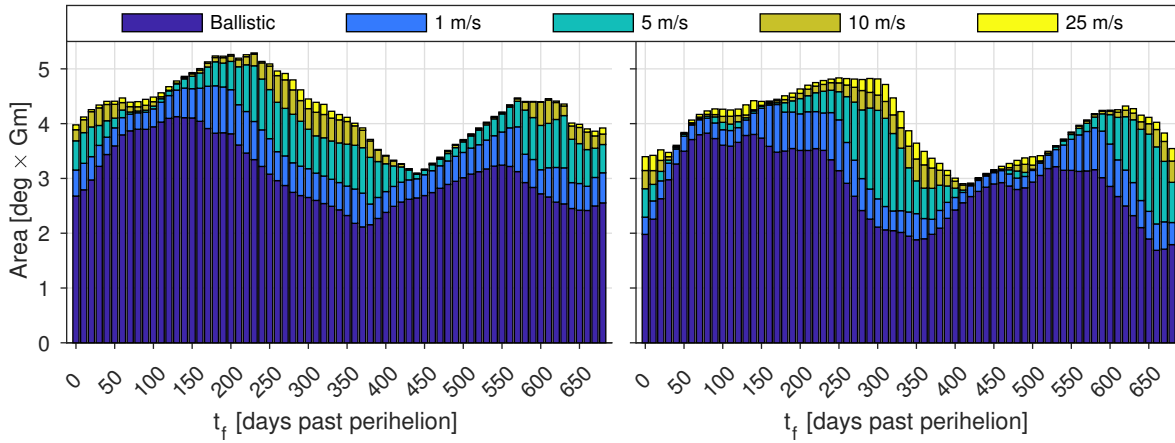 Ballistic 1 m/s 5 m/s 10 m/s 25 m/s
Area [deg × Gm]
5
4
3
2
1
0
0 50 100 150 200 250 300 350 400 450 500 550 600 650
0 50 100 150 200 250 300 350 400 450 500 550 600 650
t_f [days past perihelion] t_f [days past perihelion]